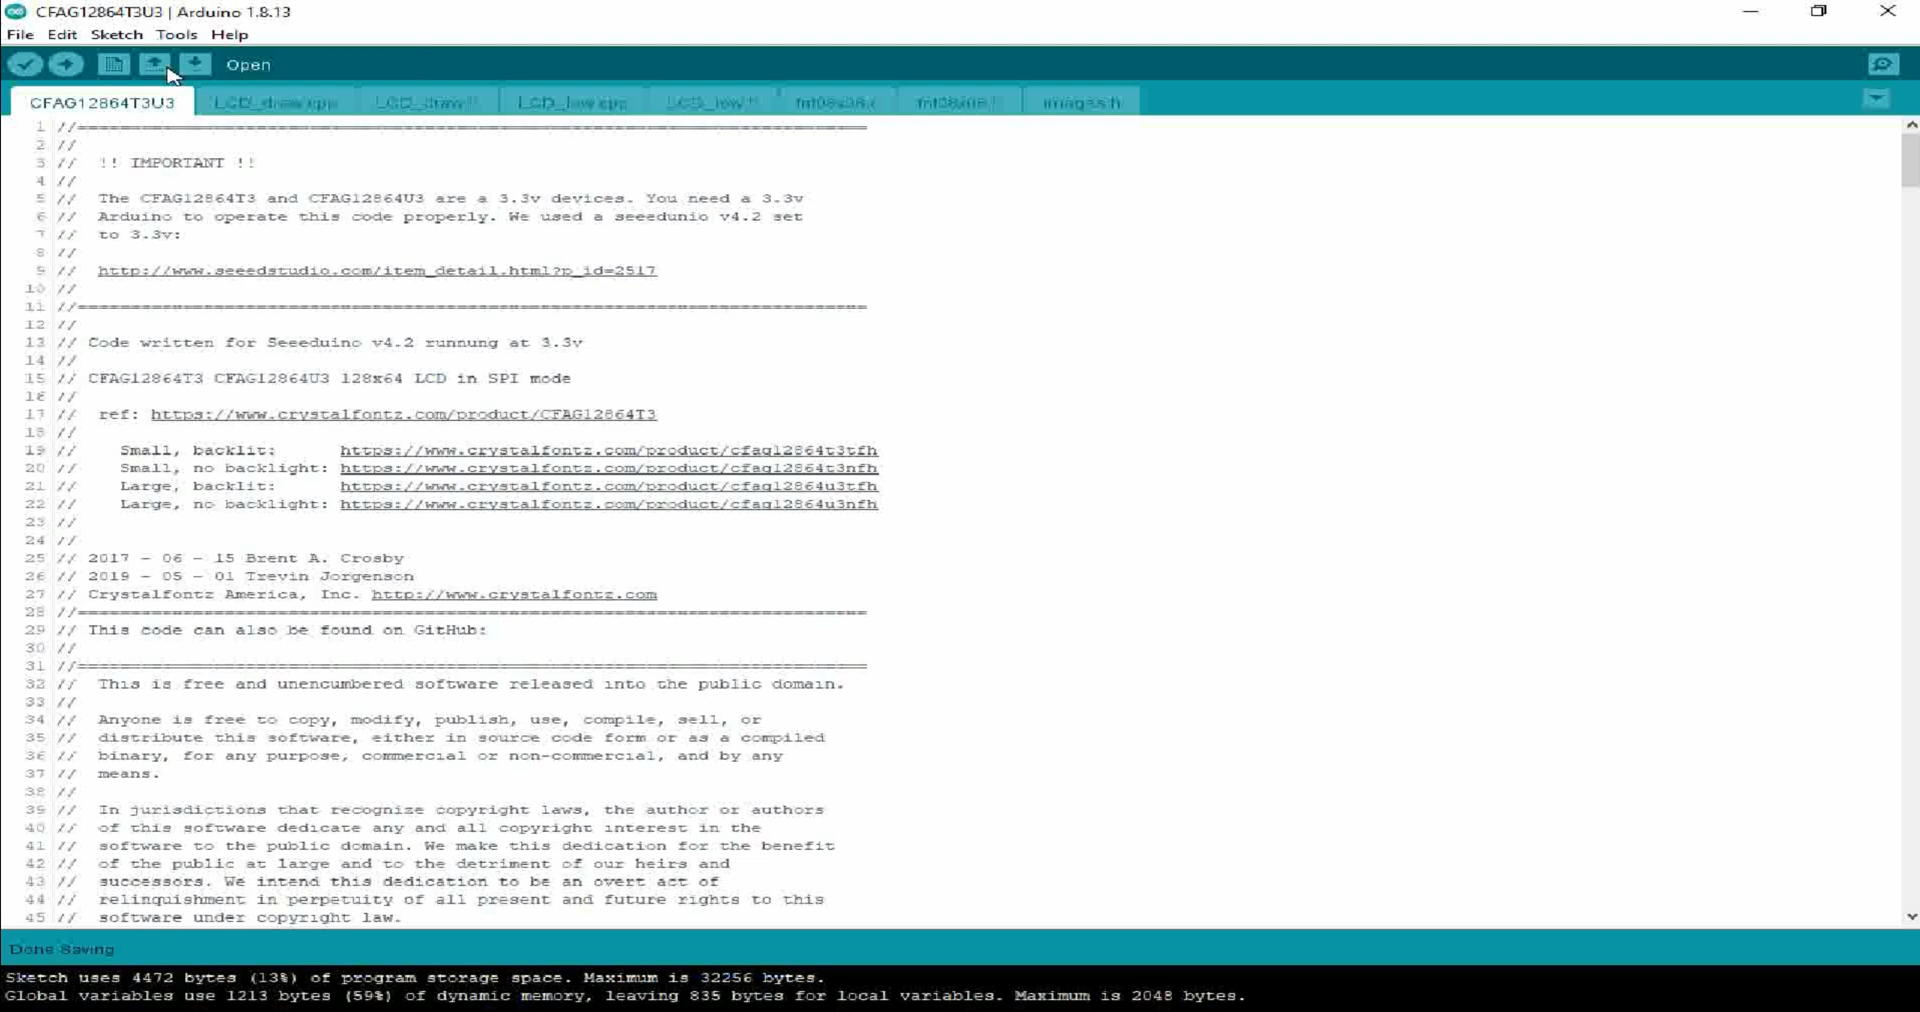 CFAG12864T3U3 | Arduino 1.8.13
File Edit Sketch Tools Help
Open
CFAG12864T3U3 LCD_draw.cpp LCD_draw.h LCD_low.cpp LCD_low.h images.h
1 //===========================================================================
2 //
3 //  !! IMPORTANT !!
4 //
5 //  The CFAG12864T3 and CFAG12864U3 are a 3.3v devices. You need a 3.3v
6 //  Arduino to operate this code properly. We used a seeedunio v4.2 set
7 //  to 3.3v:
8 //
9 //  http://www.seeedstudio.com/item_detail.html?p_id=2517
10 //
11 //===========================================================================
12 //
13 // Code written for Seeeduino v4.2 runnung at 3.3v
14 //
15 // CFAG12864T3 CFAG12864U3 128x64 LCD in SPI mode
16 //
17 //  ref: https://www.crystalfontz.com/product/CFAG12864T3
18 //
19 //    Small, backlit:      https://www.crystalfontz.com/product/cfag12864t3tfh
20 //    Small, no backlight: https://www.crystalfontz.com/product/cfag12864t3nfh
21 //    Large, backlit:      https://www.crystalfontz.com/product/cfag12864u3tfh
22 //    Large, no backlight: https://www.crystalfontz.com/product/cfag12864u3nfh
23 //
24 //
25 // 2017 - 06 - 15 Brent A. Crosby
26 // 2019 - 05 - 01 Trevin Jorgenson
27 // Crystalfontz America, Inc. http://www.crystalfontz.com
28 //===========================================================================
29 // This code can also be found on GitHub:
30 //
31 //===========================================================================
32 //  This is free and unencumbered software released into the public domain.
33 //
34 //  Anyone is free to copy, modify, publish, use, compile, sell, or
35 //  distribute this software, either in source code form or as a compiled
36 //  binary, for any purpose, commercial or non-commercial, and by any
37 //  means.
38 //
39 //  In jurisdictions that recognize copyright laws, the author or authors
40 //  of this software dedicate any and all copyright interest in the
41 //  software to the public domain. We make this dedication for the benefit
42 //  of the public at large and to the detriment of our heirs and
43 //  successors. We intend this dedication to be an overt act of
44 //  relinquishment in perpetuity of all present and future rights to this
45 //  software under copyright law.
Done Saving
Sketch uses 4472 bytes (13%) of program storage space. Maximum is 32256 bytes.
Global variables use 1213 bytes (59%) of dynamic memory, leaving 835 bytes for local variables. Maximum is 2048 bytes.